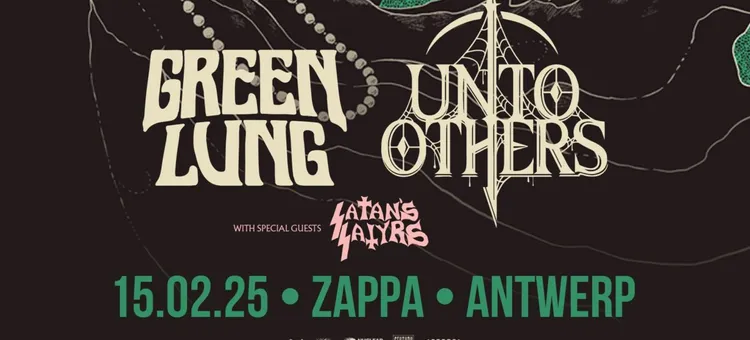 GREEN LUNG
UNTO OTHERS
WITH SPECIAL GUESTS SATAN'S SATYRS
15.02.25 • ZAPPA • ANTWERP